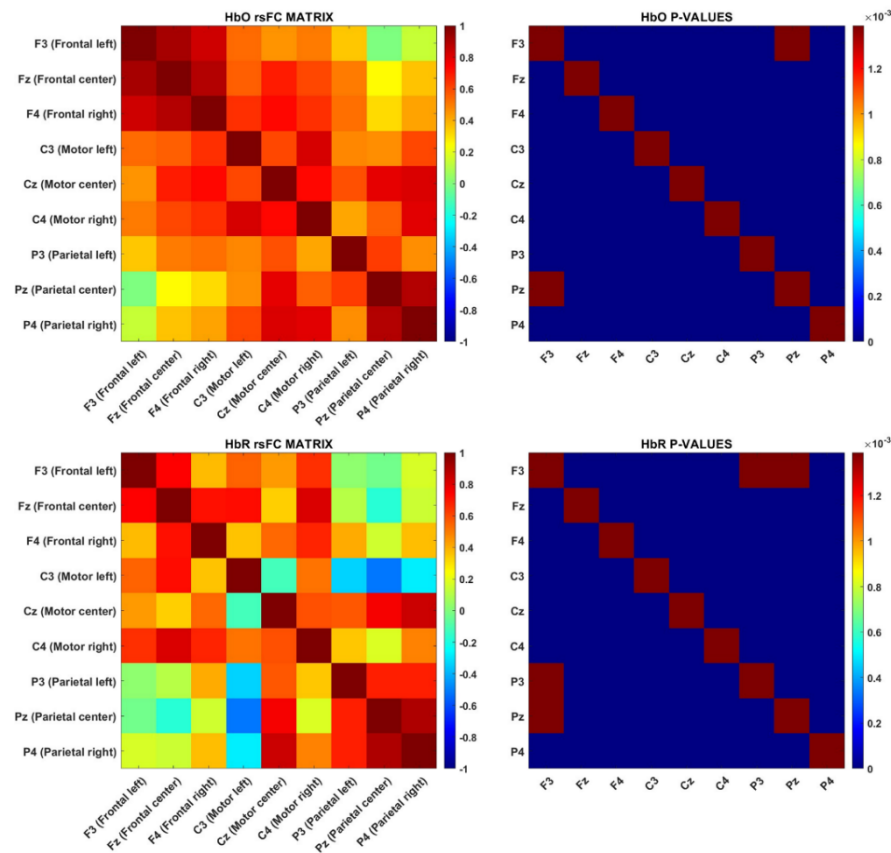 HbO rsFC MATRIX
F3 (Frontal left)
Fz (Frontal center)
F4 (Frontal right)
C3 (Motor left)
Cz (Motor center)
C4 (Motor right)
P3 (Parietal left)
Pz (Parietal center)
P4 (Parietal right)
F3 (Frontal left)
Fz (Frontal center)
F4 (Frontal right)
C3 (Motor left)
Cz (Motor center)
C4 (Motor right)
P3 (Parietal left)
Pz (Parietal center)
P4 (Parietal right)
1
0.8
0.6
0.4
0.2
0
-0.2
-0.4
-0.6
-0.8
-1
HbO P-VALUES
F3
Fz
F4
C3
Cz
C4
P3
Pz
P4
F3
Fz
F4
C3
Cz
C4
P3
Pz
P4
×10⁻³
1.2
1
0.8
0.6
0.4
0.2
0
HbR rsFC MATRIX
F3 (Frontal left)
Fz (Frontal center)
F4 (Frontal right)
C3 (Motor left)
Cz (Motor center)
C4 (Motor right)
P3 (Parietal left)
Pz (Parietal center)
P4 (Parietal right)
F3 (Frontal left)
Fz (Frontal center)
F4 (Frontal right)
C3 (Motor left)
Cz (Motor center)
C4 (Motor right)
P3 (Parietal left)
Pz (Parietal center)
P4 (Parietal right)
1
0.8
0.6
0.4
0.2
0
-0.2
-0.4
-0.6
-0.8
-1
HbR P-VALUES
F3
Fz
F4
C3
Cz
C4
P3
Pz
P4
F3
Fz
F4
C3
Cz
C4
P3
Pz
P4
×10⁻³
1.2
1
0.8
0.6
0.4
0.2
0